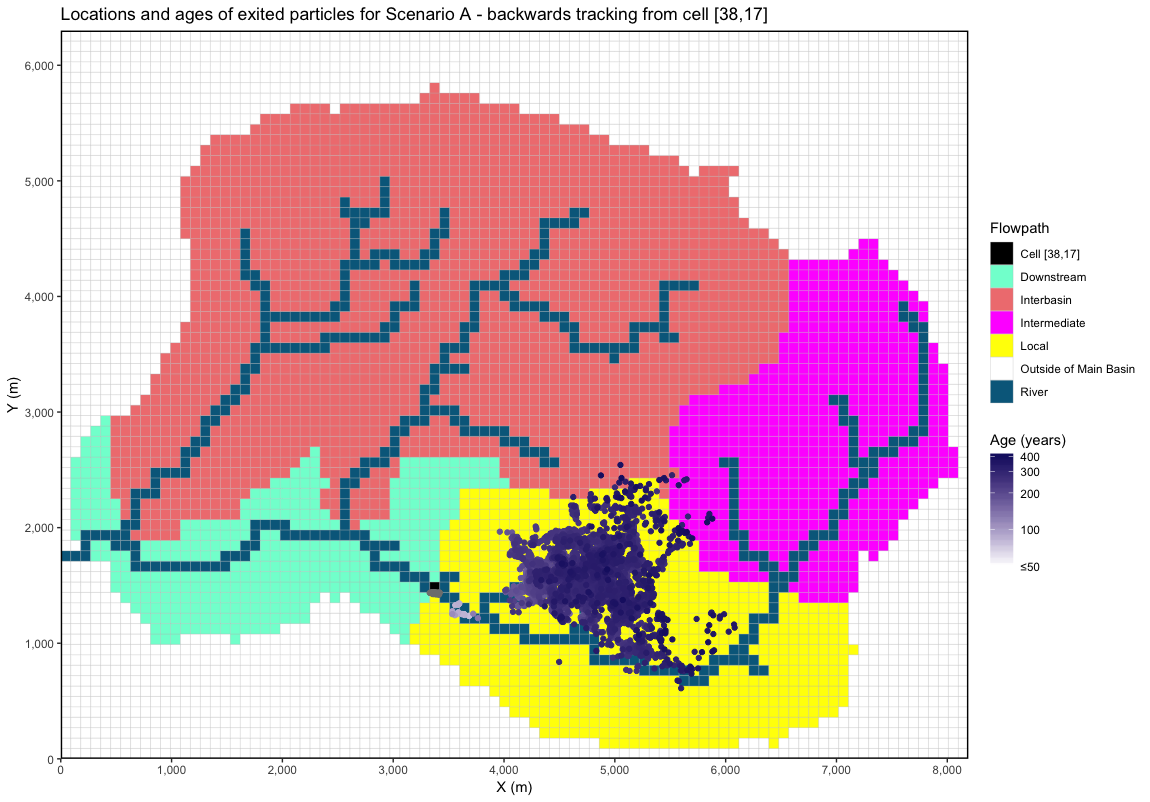 Locations and ages of exited particles for Scenario A - backwards tracking from cell [38,17]
6,000
5,000
4,000
3,000
2,000
1,000
0
Y (m)
0 1,000 2,000 3,000 4,000 5,000 6,000 7,000 8,000
X (m)
Flowpath
Cell [38,17]
Downstream
Interbasin
Intermediate
Local
Outside of Main Basin
River
Age (years)
400
300
200
100
≤50